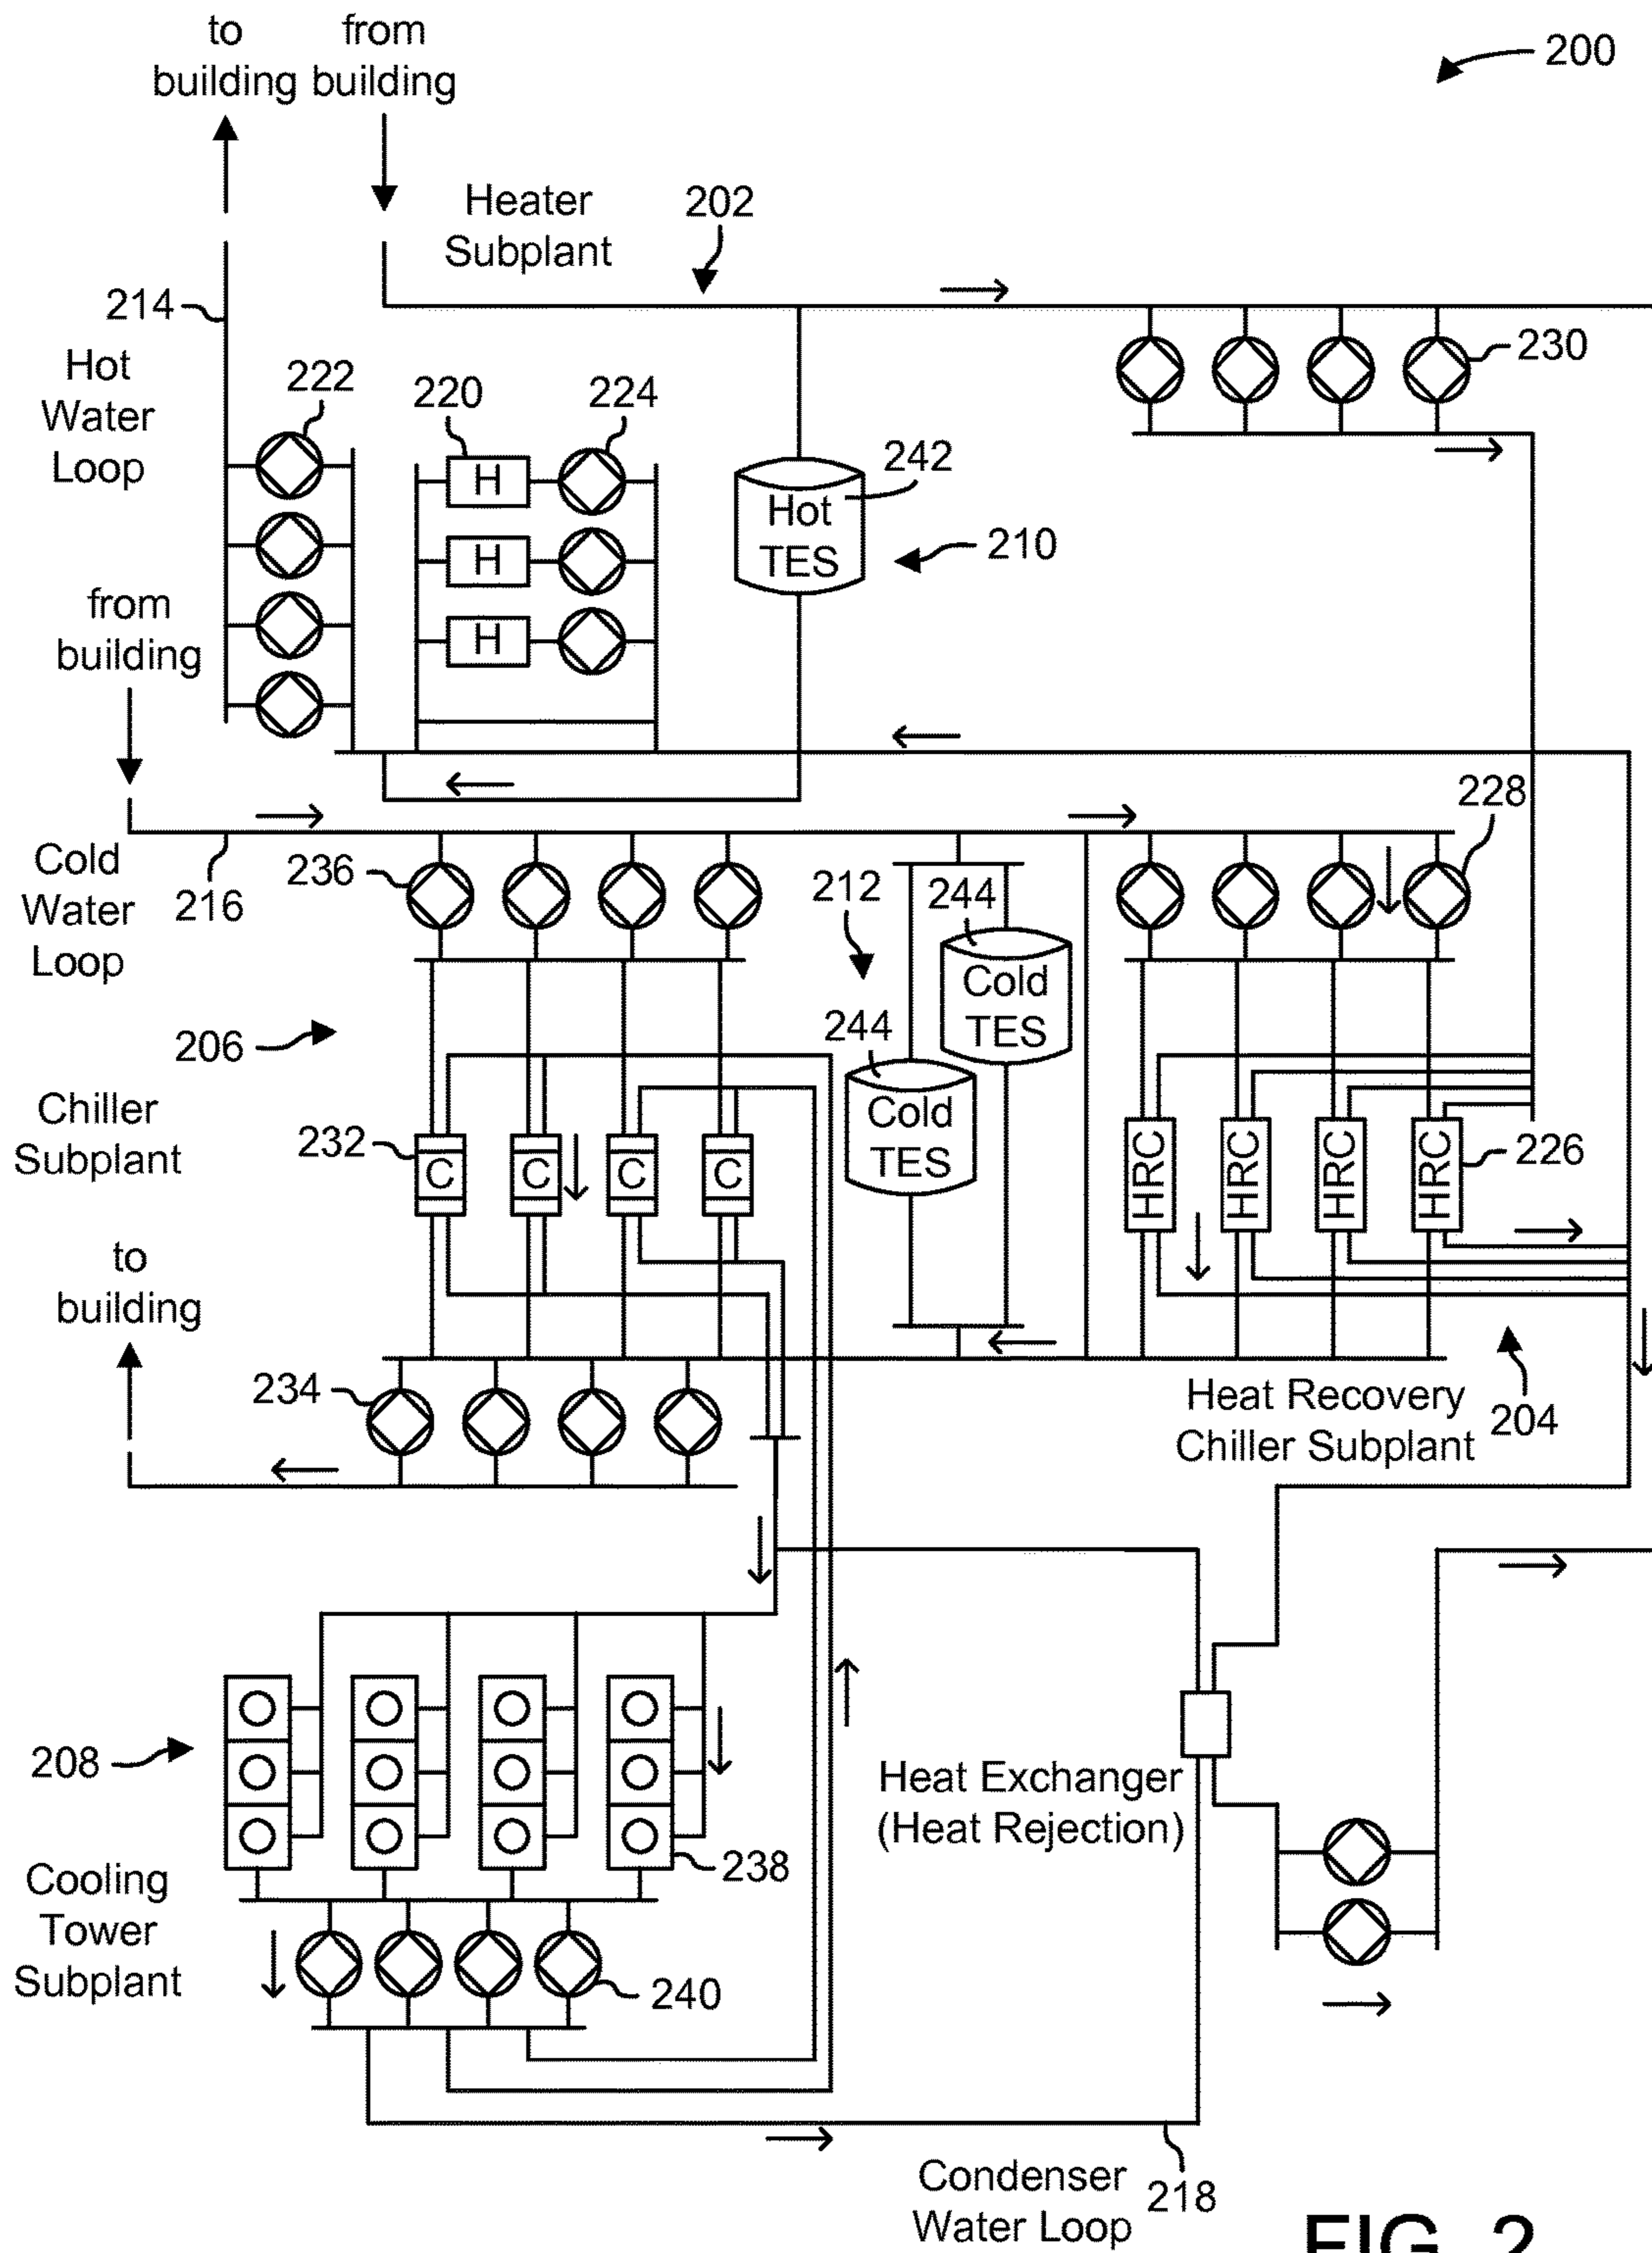 to from
building building
200
Heater
Subplant
202
214
Hot
Water
Loop
222
220
224
230
H
H
H
242
Hot
TES
210
from
building
228
Cold
Water
Loop
216
236
212
244
Cold
TES
244
Cold
TES
206
Chiller
Subplant
232
C
C
C
C
HRC
HRC
HRC
HRC
226
to
building
234
Heat Recovery
Chiller Subplant
204
208
Heat Exchanger
(Heat Rejection)
238
Cooling
Tower
Subplant
240
Condenser
Water Loop
218
FIG. 2